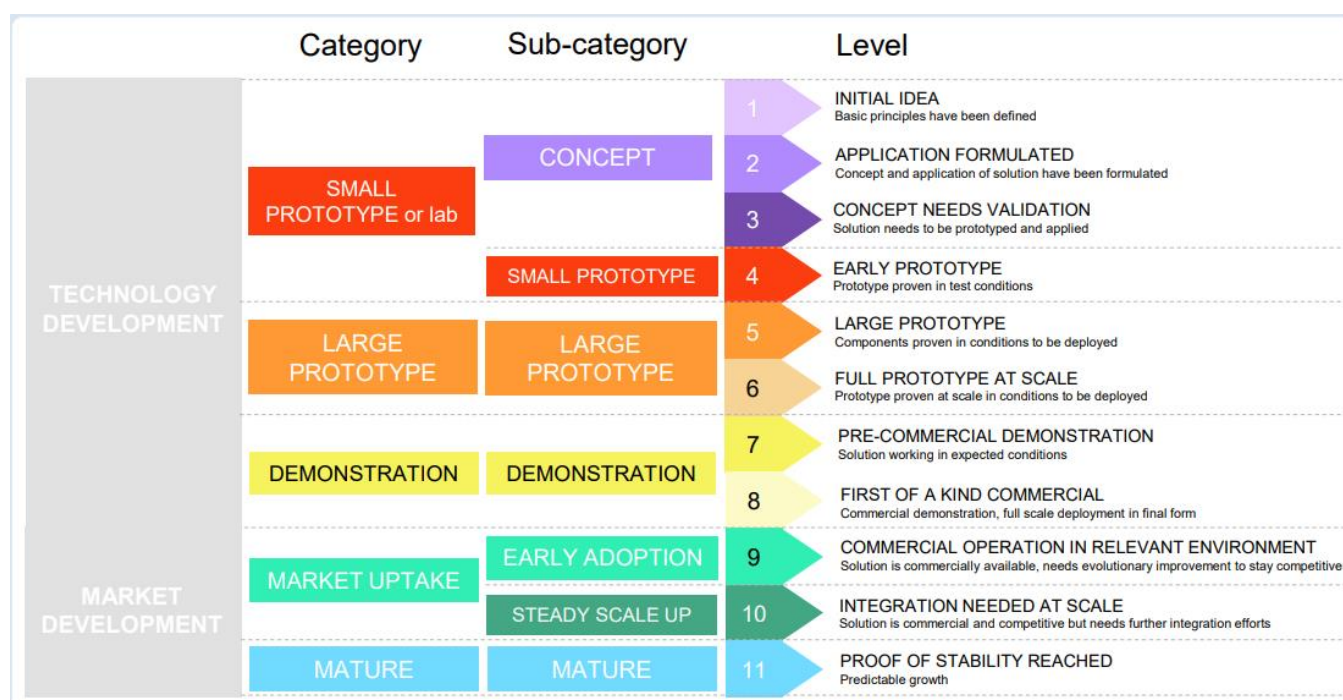 Category
Sub-category
Level
TECHNOLOGY
DEVELOPMENT
MARKET
DEVELOPMENT
SMALL
PROTOTYPE or lab
LARGE
PROTOTYPE
DEMONSTRATION
MARKET UPTAKE
MATURE
CONCEPT
SMALL PROTOTYPE
LARGE
PROTOTYPE
DEMONSTRATION
EARLY ADOPTION
STEADY SCALE UP
MATURE
1
INITIAL IDEA
Basic principles have been defined
2
APPLICATION FORMULATED
Concept and application of solution have been formulated
3
CONCEPT NEEDS VALIDATION
Solution needs to be prototyped and applied
4
EARLY PROTOTYPE
Prototype proven in test conditions
5
LARGE PROTOTYPE
Components proven in conditions to be deployed
6
FULL PROTOTYPE AT SCALE
Prototype proven at scale in conditions to be deployed
7
PRE-COMMERCIAL DEMONSTRATION
Solution working in expected conditions
8
FIRST OF A KIND COMMERCIAL
Commercial demonstration, full scale deployment in final form
9
COMMERCIAL OPERATION IN RELEVANT ENVIRONMENT
Solution is commercially available, needs evolutionary improvement to stay competitive
10
INTEGRATION NEEDED AT SCALE
Solution is commercial and competitive but needs further integration efforts
11
PROOF OF STABILITY REACHED
Predictable growth